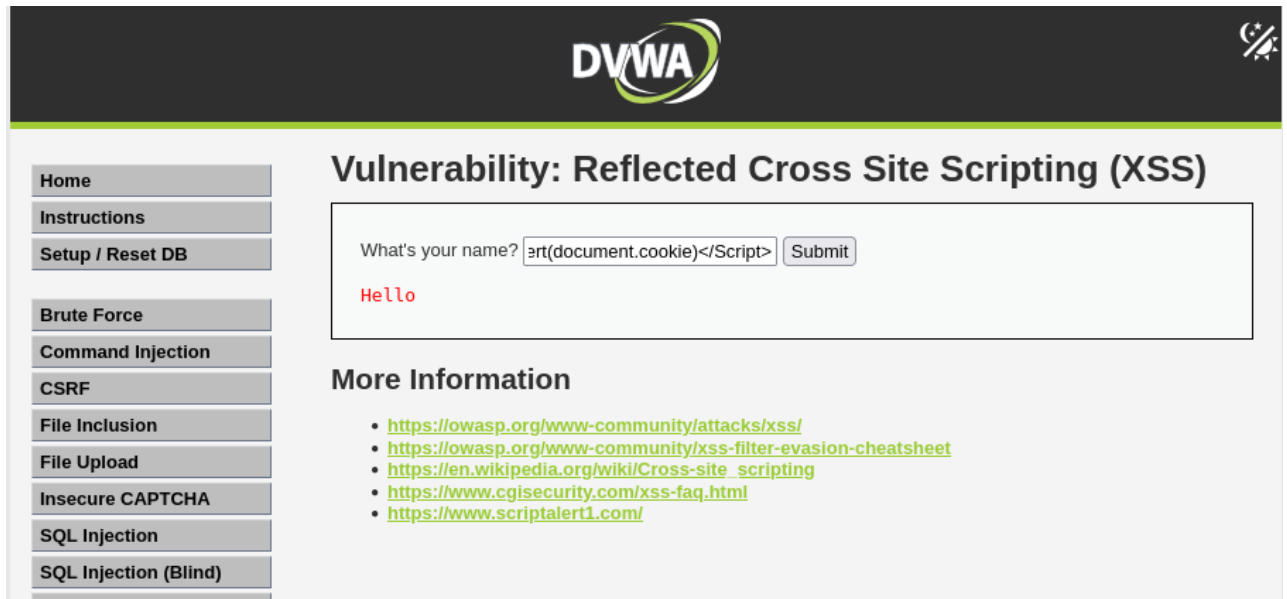 DVWA
Vulnerability: Reflected Cross Site Scripting (XSS)
Home
Instructions
Setup / Reset DB
Brute Force
Command Injection
CSRF
File Inclusion
File Upload
Insecure CAPTCHA
SQL Injection
SQL Injection (Blind)
What's your name? ert(document.cookie)</Script> Submit
Hello
More Information
https://owasp.org/www-community/attacks/xss/
https://owasp.org/www-community/xss-filter-evasion-cheatsheet
https://en.wikipedia.org/wiki/Cross-site_scripting
https://www.cgisecurity.com/xss-faq.html
https://www.scriptalert1.com/